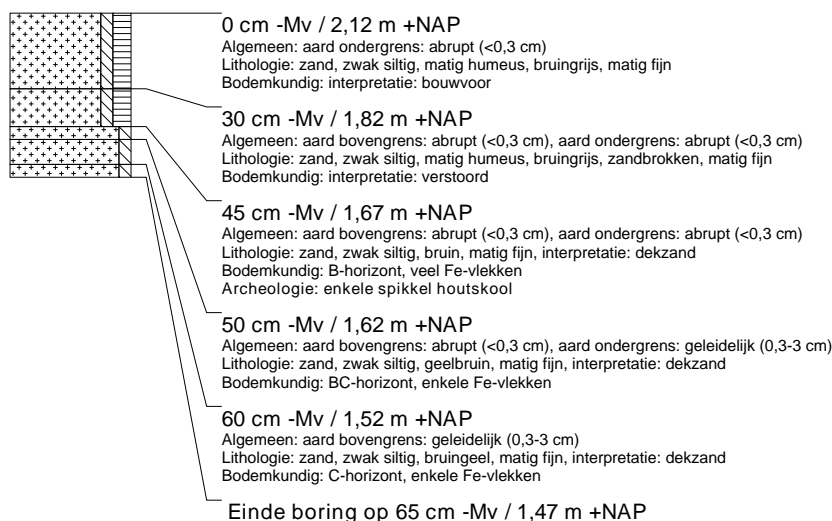 0 cm -Mv / 2,12 m +NAP
Algemeen: aard ondergrens: abrupt (<0,3 cm)
Lithologie: zand, zwak siltig, matig humeus, bruingrijs, matig fijn
Bodemkundig: interpretatie: bouwvoor
30 cm -Mv / 1,82 m +NAP
Algemeen: aard bovengrens: abrupt (<0,3 cm), aard ondergrens: abrupt (<0,3 cm)
Lithologie: zand, zwak siltig, matig humeus, bruingrijs, zandbrokken, matig fijn
Bodemkundig: interpretatie: verstoord
45 cm -Mv / 1,67 m +NAP
Algemeen: aard bovengrens: abrupt (<0,3 cm), aard ondergrens: abrupt (<0,3 cm)
Lithologie: zand, zwak siltig, bruin, matig fijn, interpretatie: dekzand
Bodemkundig: B-horizont, veel Fe-vlekken
Archeologie: enkele spikkel houtskool
50 cm -Mv / 1,62 m +NAP
Algemeen: aard bovengrens: abrupt (<0,3 cm), aard ondergrens: geleidelijk (0,3-3 cm)
Lithologie: zand, zwak siltig, geelbruin, matig fijn, interpretatie: dekzand
Bodemkundig: BC-horizont, enkele Fe-vlekken
60 cm -Mv / 1,52 m +NAP
Algemeen: aard bovengrens: geleidelijk (0,3-3 cm)
Lithologie: zand, zwak siltig, bruingeel, matig fijn, interpretatie: dekzand
Bodemkundig: C-horizont, enkele Fe-vlekken
Einde boring op 65 cm -Mv / 1,47 m +NAP